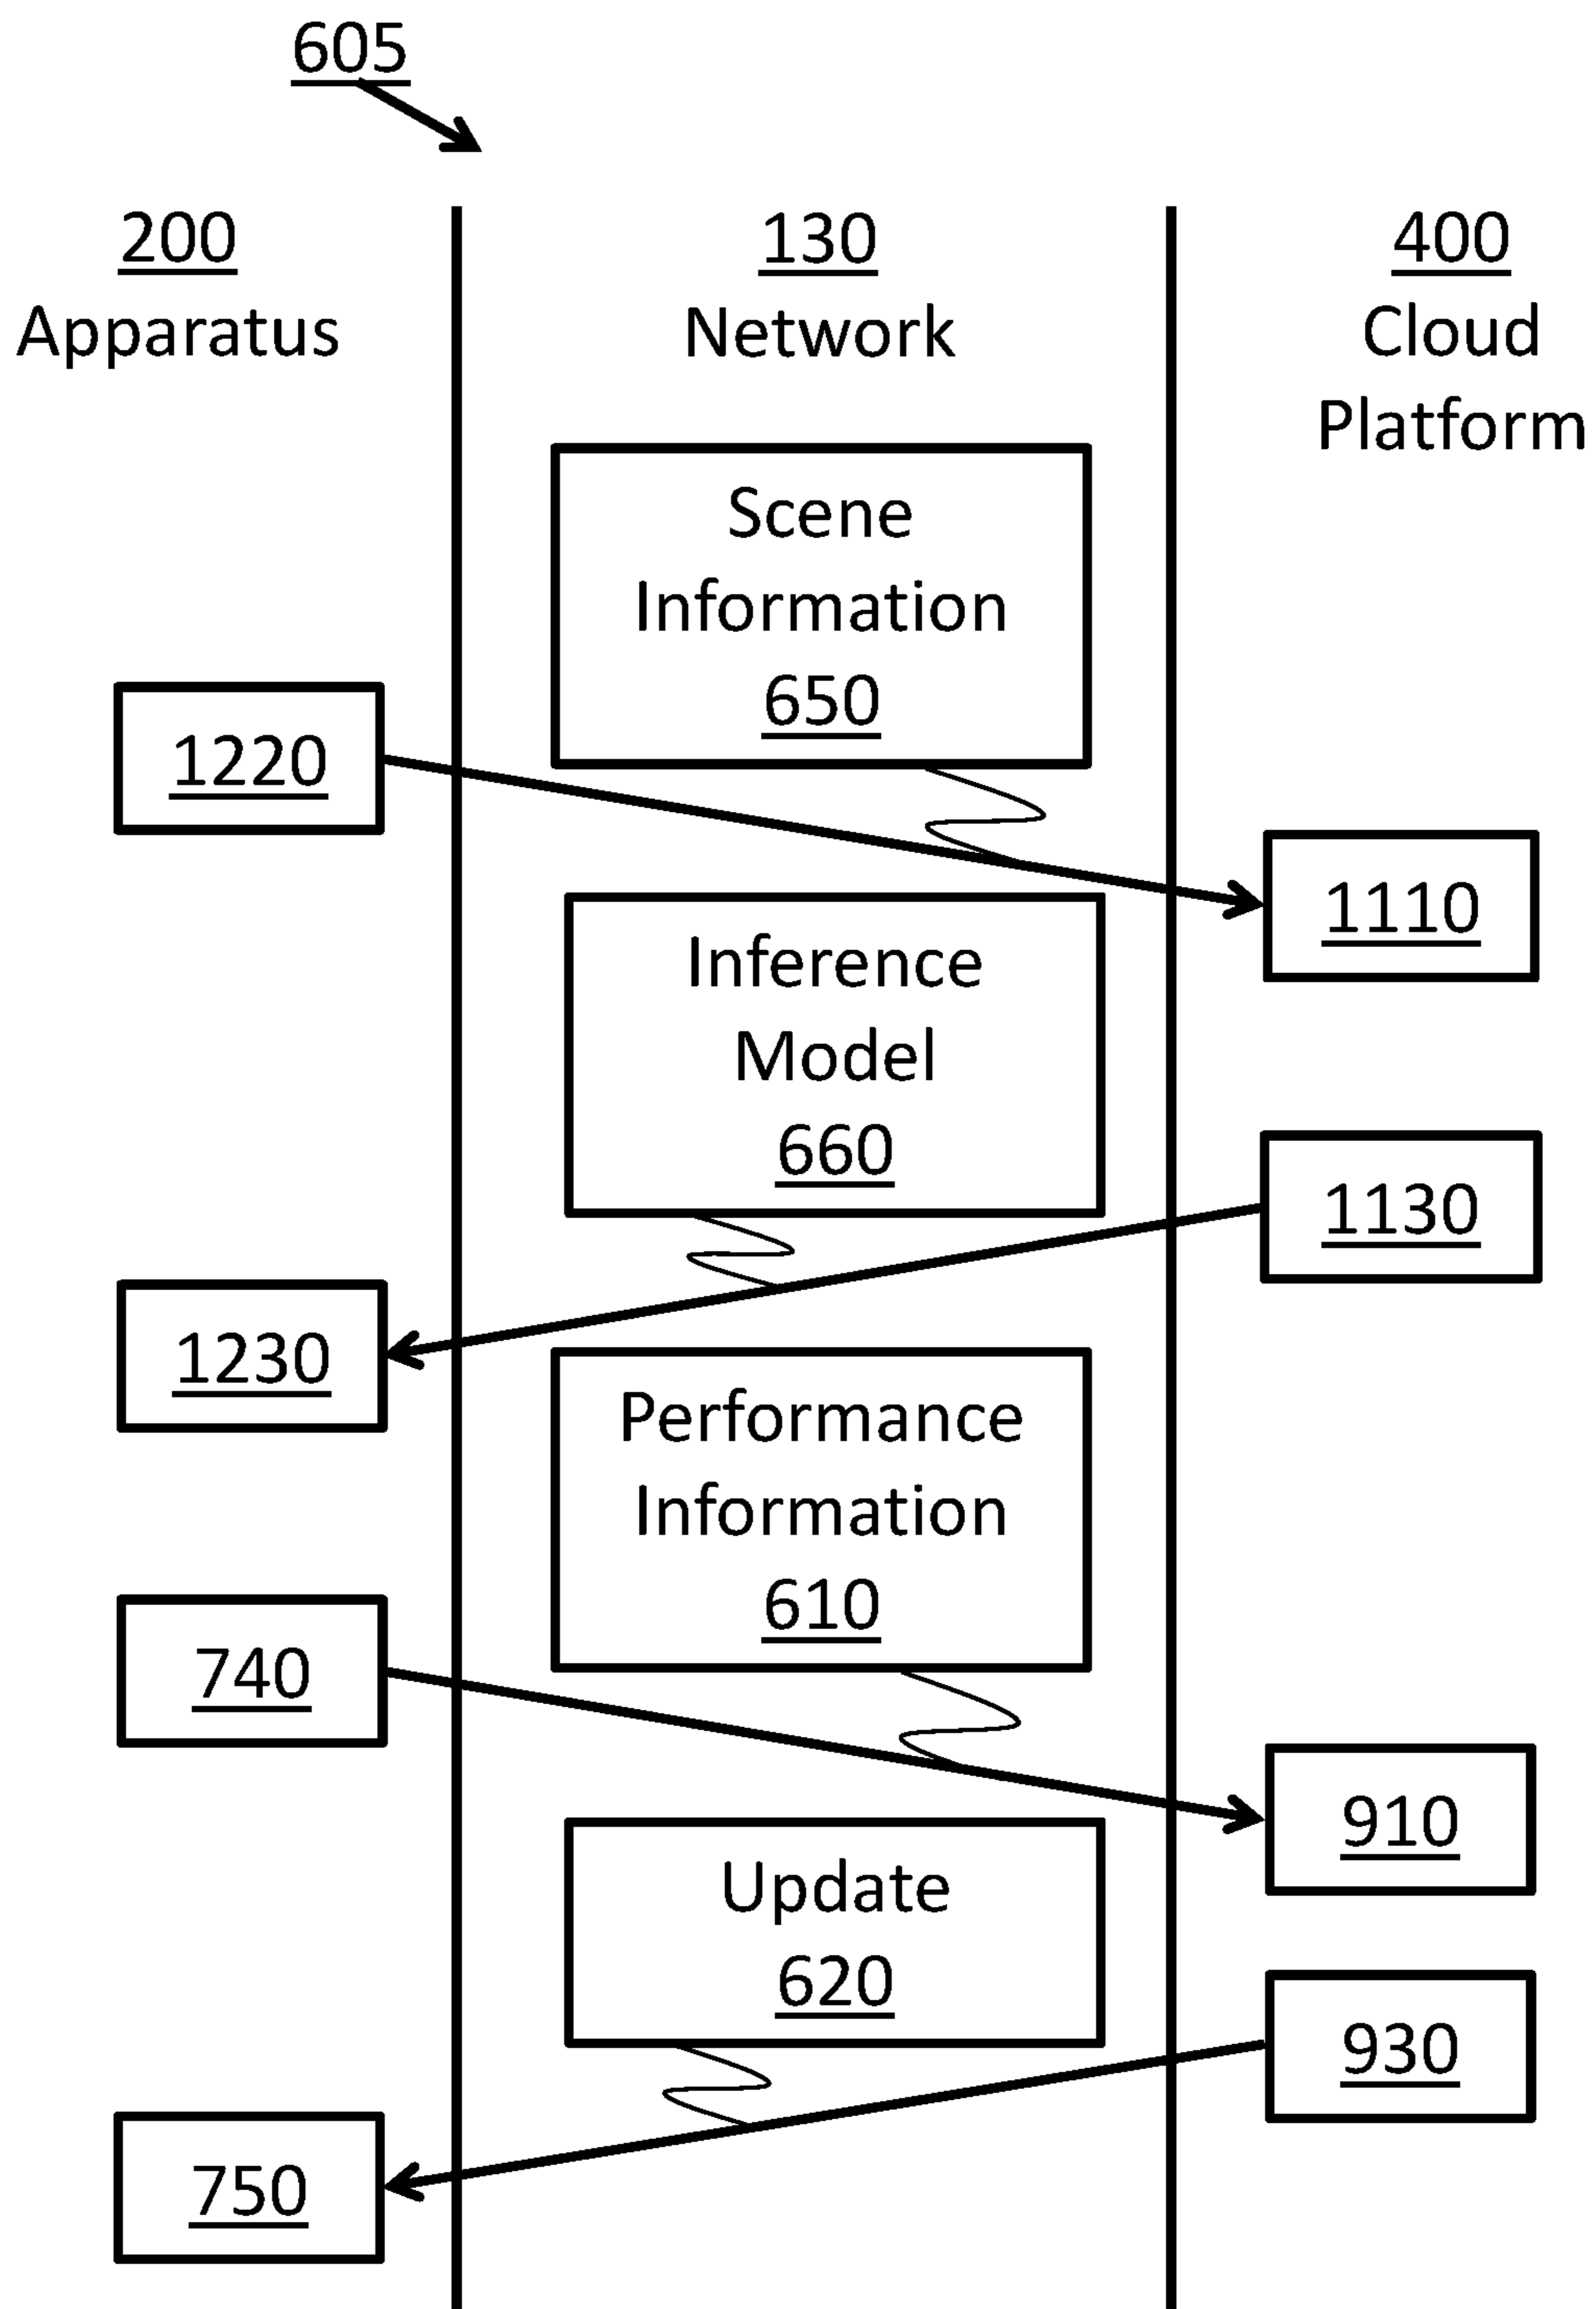 605
200
Apparatus
130
Network
400
Cloud
Platform
Scene
Information
650
1220
1110
Inference
Model
660
1130
1230
Performance
Information
610
740
910
Update
620
930
750